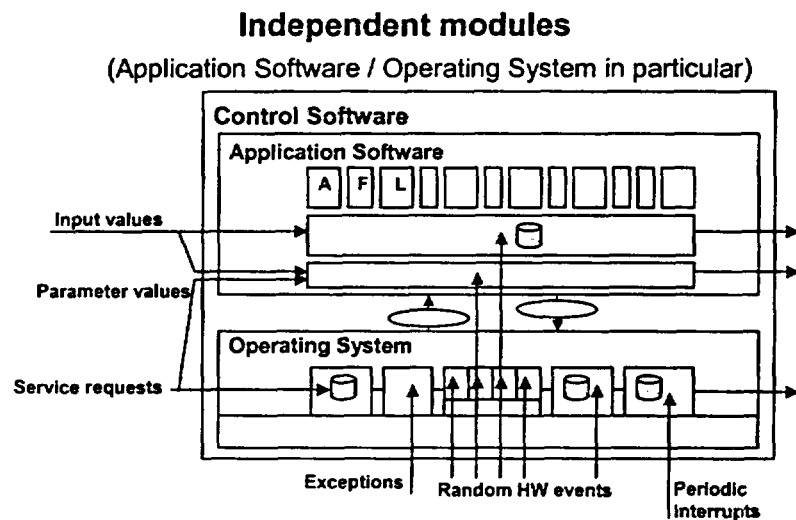 Independent modules
(Application Software / Operating System in particular)
Control Software
Application Software
A F L
Input values
Parameter values
Operating System
Service requests
Exceptions
Random HW events
Periodic
Interrupts